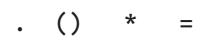 . () * =